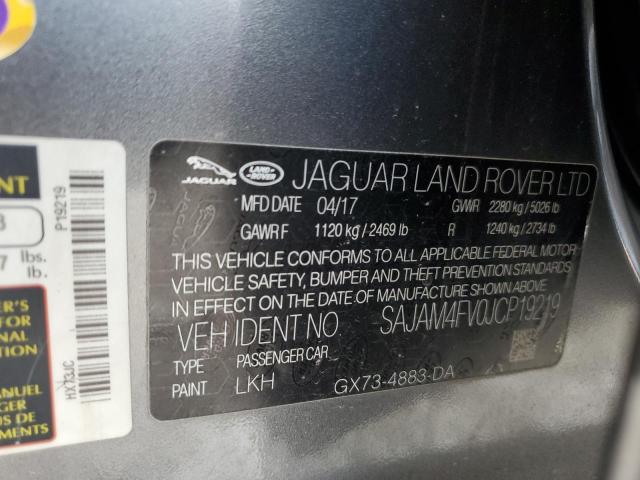 JAGUAR
LAND ROVER
JAGUAR LAND ROVER LTD
MFD DATE 04/17 GVWR 2280 kg / 5026 lb
GAWR F 1120 kg / 2469 lb R 1240 kg / 2734 lb
THIS VEHICLE CONFORMS TO ALL APPLICABLE FEDERAL MOTOR
VEHICLE SAFETY, BUMPER AND THEFT PREVENTION STANDARDS
IN EFFECT ON THE DATE OF MANUFACTURE SHOWN ABOVE
VEH IDENT NO SAJAM4FV0JCP19219
TYPE PASSENGER CAR
PAINT LKH GX73-4883-DA
P19219
HX73JC
lbs.
lb.
MANUEL
DE